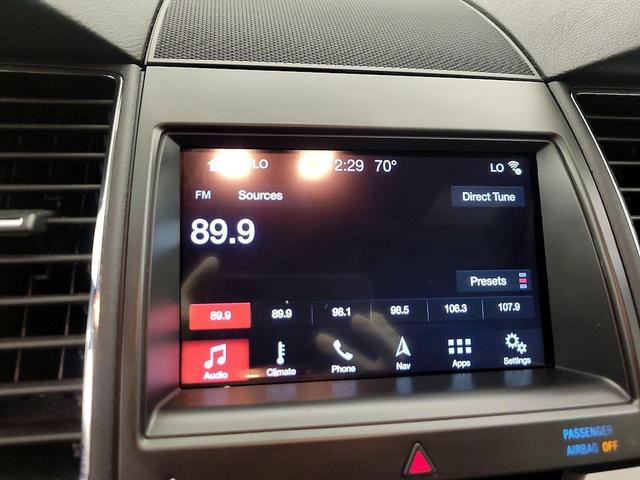 LO 2:29 70° LO
FM Sources Direct Tune
89.9
Presets
89.9 89.9 98.1 98.5 106.3 107.9
Audio Climate Phone Nav Apps Settings
PASSENGER
AIRBAG OFF